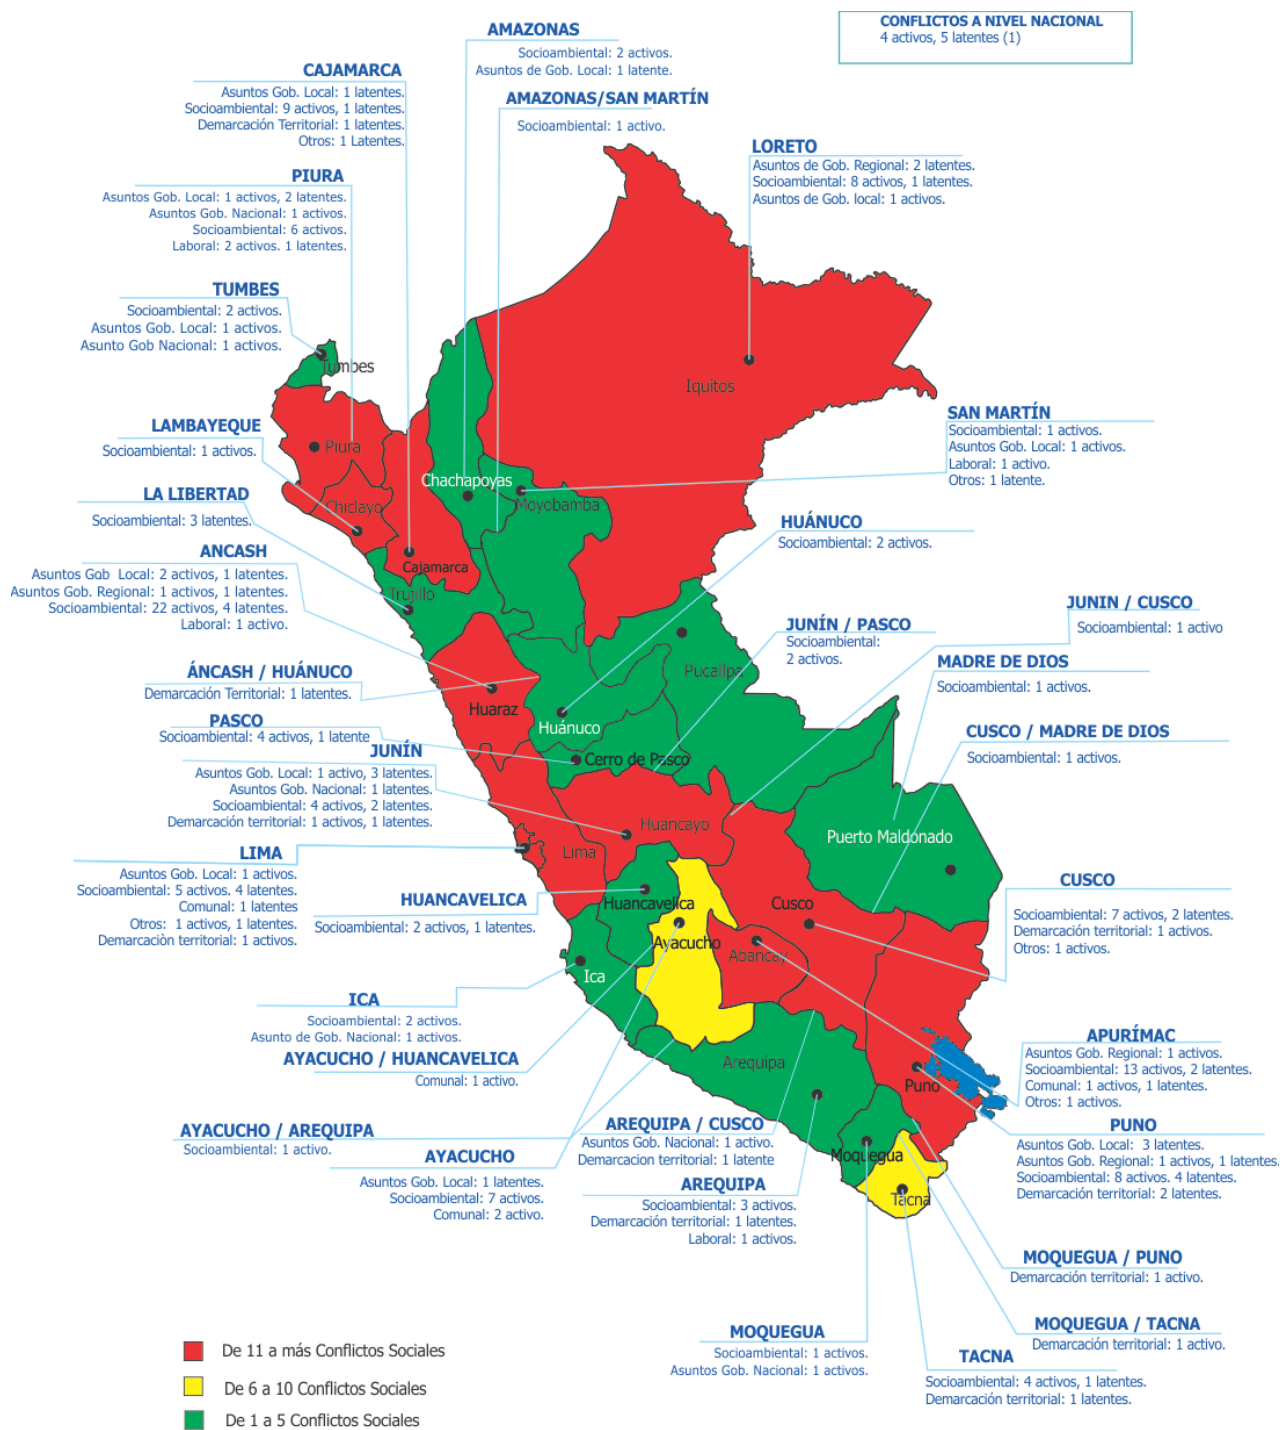 CONFLICTOS A NIVEL NACIONAL
4 activos, 5 latentes (1)
AMAZONAS
Socioambiental: 2 activos.
Asuntos de Gob. Local: 1 latente.
CAJAMARCA
Asuntos Gob. Local: 1 latentes.
Socioambiental: 9 activos, 1 latentes.
Demarcación Territorial: 1 latentes.
Otros: 1 Latentes.
AMAZONAS/SAN MARTÍN
Socioambiental: 1 activo.
LORETO
Asuntos de Gob. Regional: 2 latentes.
Socioambiental: 8 activos, 1 latentes.
Asuntos de Gob. local: 1 activos.
PIURA
Asuntos Gob. Local: 1 activos, 2 latentes.
Asuntos Gob. Nacional: 1 activos.
Socioambiental: 6 activos.
Laboral: 2 activos. 1 latentes.
TUMBES
Socioambiental: 2 activos.
Asuntos Gob. Local: 1 activos.
Asunto Gob Nacional: 1 activos.
Tumbes
Iquitos
LAMBAYEQUE
Socioambiental: 1 activos.
Piura
SAN MARTÍN
Socioambiental: 1 activos.
Asuntos Gob. Local: 1 activos.
Laboral: 1 activo.
Otros: 1 latente.
Chachapoyas
Moyobamba
Chiclayo
LA LIBERTAD
Socioambiental: 3 latentes.
HUÁNUCO
Socioambiental: 2 activos.
ANCASH
Asuntos Gob Local: 2 activos, 1 latentes.
Asuntos Gob. Regional: 1 activos, 1 latentes.
Socioambiental: 22 activos, 4 latentes.
Laboral: 1 activo.
Cajamarca
Trujillo
JUNIN / CUSCO
Socioambiental: 1 activo
JUNÍN / PASCO
Socioambiental:
2 activos.
ÁNCASH / HUÁNUCO
Demarcación Territorial: 1 latentes.
Pucallpa
MADRE DE DIOS
Socioambiental: 1 activos.
Huaraz
Huánuco
PASCO
Socioambiental: 4 activos, 1 latente
CUSCO / MADRE DE DIOS
Socioambiental: 1 activos.
JUNÍN
Asuntos Gob. Local: 1 activo, 3 latentes.
Asuntos Gob. Nacional: 1 latentes.
Socioambiental: 4 activos, 2 latentes.
Demarcación territorial: 1 activos, 1 latentes.
Cerro de Pasco
Huancayo
Puerto Maldonado
Lima
LIMA
Asuntos Gob. Local: 1 activos.
Socioambiental: 5 activos. 4 latentes.
Comunal: 1 latentes
Otros: 1 activos, 1 latentes.
Demarcaciòn territorial: 1 activos.
HUANCAVELICA
Socioambiental: 2 activos, 1 latentes.
Huancavelica
Cusco
CUSCO
Socioambiental: 7 activos, 2 latentes.
Demarcación territorial: 1 activos.
Otros: 1 activos.
Ayacucho
Abancay
Ica
ICA
Socioambiental: 2 activos.
Asunto de Gob. Nacional: 1 activos.
AYACUCHO / HUANCAVELICA
Comunal: 1 activo.
Arequipa
Puno
APURÍMAC
Asuntos Gob. Regional: 1 activos.
Socioambiental: 13 activos, 2 latentes.
Comunal: 1 activos, 1 latentes.
Otros: 1 activos.
AYACUCHO / AREQUIPA
Socioambiental: 1 activo.
AREQUIPA / CUSCO
Asuntos Gob. Nacional: 1 activo.
Demarcacion territorial: 1 latente
PUNO
Asuntos Gob. Local: 3 latentes.
Asuntos Gob. Regional: 1 activos, 1 latentes.
Socioambiental: 8 activos. 4 latentes.
Demarcación territorial: 2 latentes.
Moquegua
AYACUCHO
Asuntos Gob. Local: 1 latentes.
Socioambiental: 7 activos.
Comunal: 2 activo.
AREQUIPA
Socioambiental: 3 activos.
Demarcación territorial: 1 latentes.
Laboral: 1 activos.
Tacna
MOQUEGUA / PUNO
Demarcación territorial: 1 activo.
MOQUEGUA / TACNA
Demarcación territorial: 1 activo.
MOQUEGUA
Socioambiental: 1 activos.
Asuntos Gob. Nacional: 1 activos.
TACNA
Socioambiental: 4 activos, 1 latentes.
Demarcación territorial: 1 latentes.
De 11 a más Conflictos Sociales
De 6 a 10 Conflictos Sociales
De 1 a 5 Conflictos Sociales